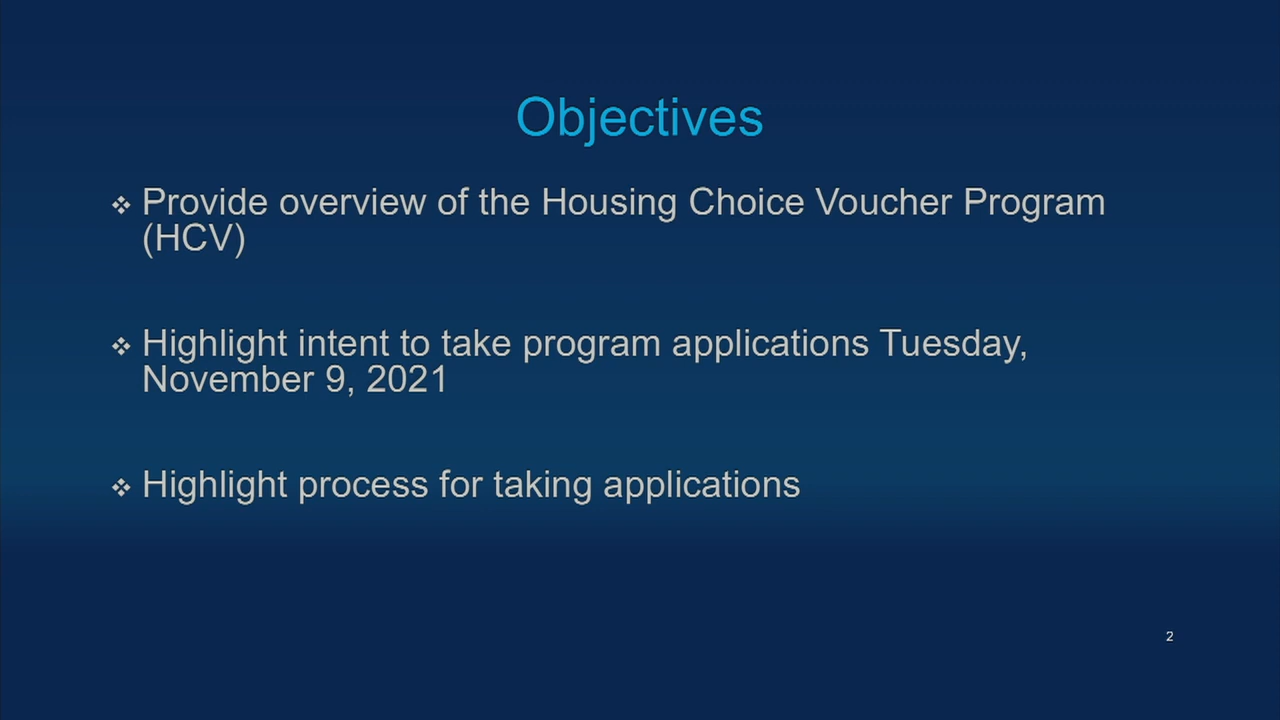 Objectives
❖ Provide overview of the Housing Choice Voucher Program
(HCV)
❖ Highlight intent to take program applications Tuesday,
November 9, 2021
❖ Highlight process for taking applications
2